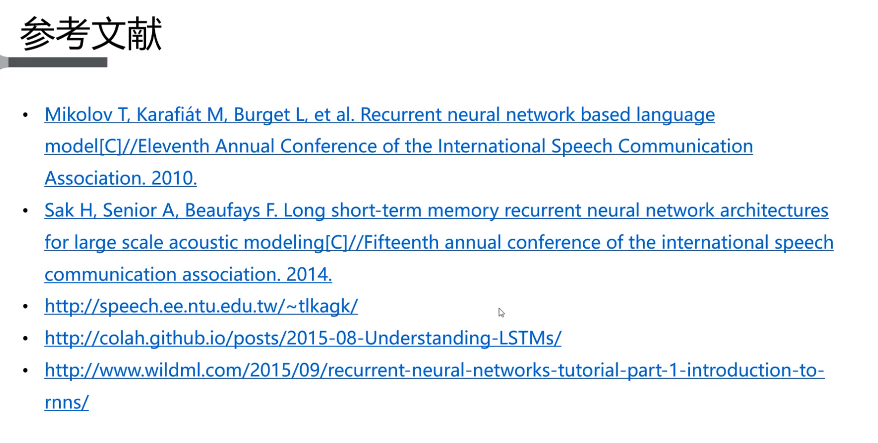 参考文献
• Mikolov T, Karafiát M, Burget L, et al. Recurrent neural network based language
model[C]//Eleventh Annual Conference of the International Speech Communication
Association. 2010.
• Sak H, Senior A, Beaufays F. Long short-term memory recurrent neural network architectures
for large scale acoustic modeling[C]//Fifteenth annual conference of the international speech
communication association. 2014.
• http://speech.ee.ntu.edu.tw/~tlkagk/
• http://colah.github.io/posts/2015-08-Understanding-LSTMs/
• http://www.wildml.com/2015/09/recurrent-neural-networks-tutorial-part-1-introduction-to-
rnns/